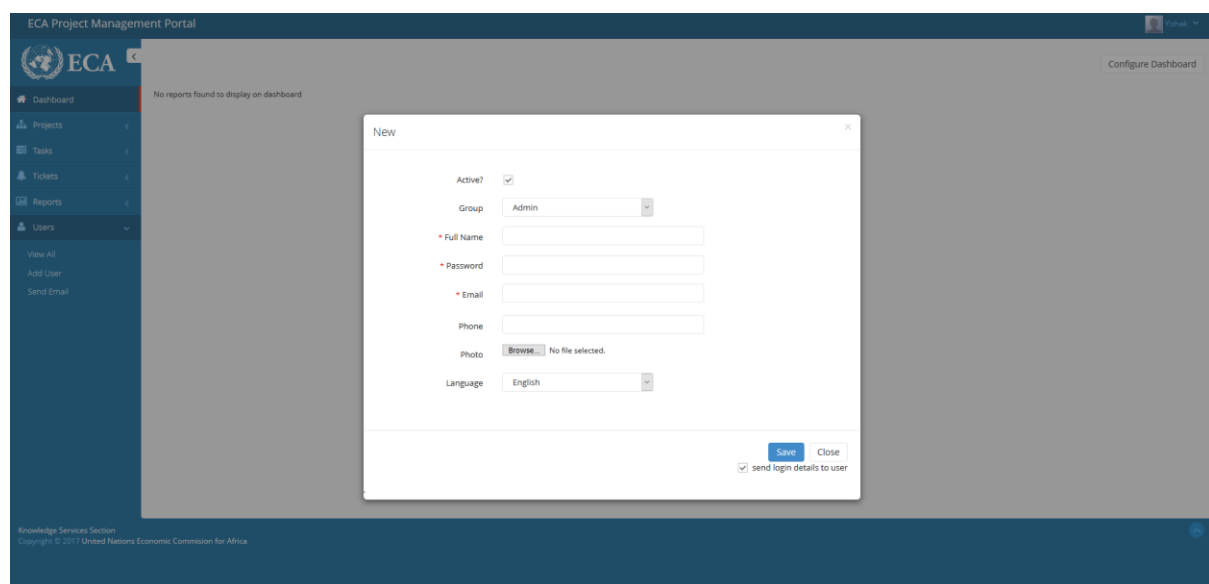 ECA Project Management Portal
Yishak
ECA
Configure Dashboard
Dashboard
No reports found to display on dashboard
Projects
Tasks
Tickets
Reports
Users
View All
Add User
Send Email
New
Active?
Group Admin
* Full Name
* Password
* Email
Phone
Photo Browse... No file selected.
Language English
Save Close
send login details to user
Knowledge Services Section
Copyright © 2017 United Nations Economic Commision for Africa